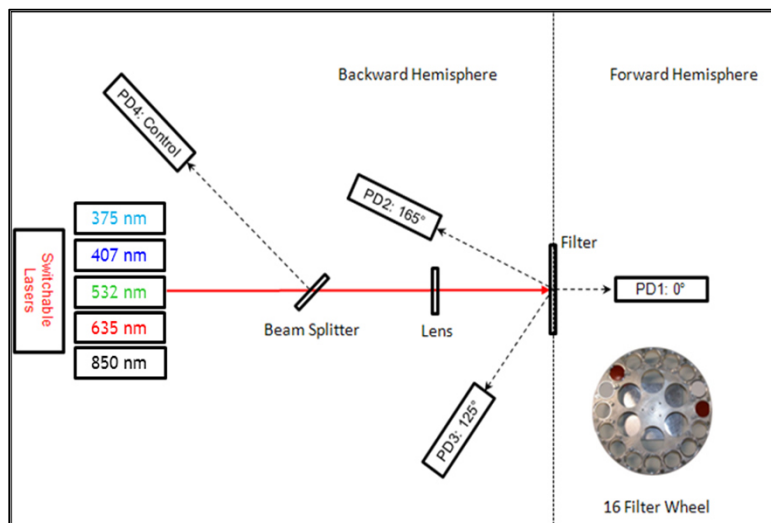 Backward Hemisphere
Forward Hemisphere
PD4: Control
PD2: 165°
375 nm
407 nm
532 nm
635 nm
850 nm
Switchable
Lasers
Filter
PD1: 0°
Beam Splitter
Lens
PD3: 125°
16 Filter Wheel